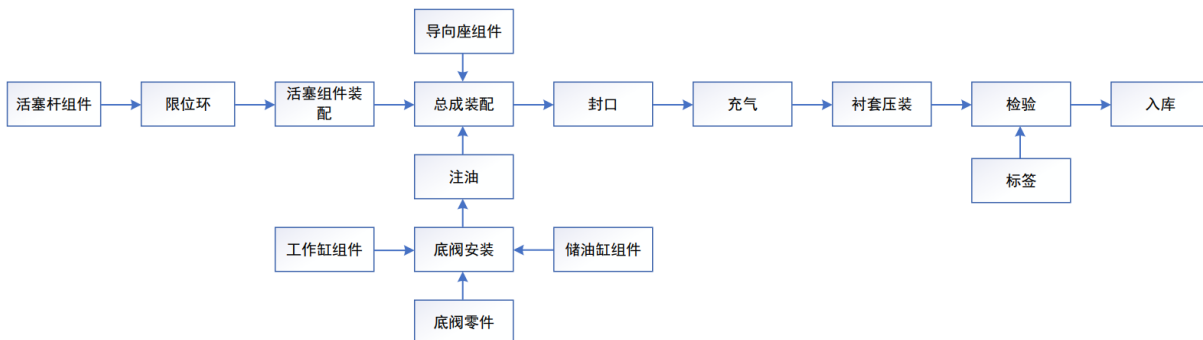 导向座组件
活塞杆组件
限位环
活塞组件装
配
总成装配
封口
充气
衬套压装
检验
入库
注油
标签
工作缸组件
底阀安装
储油缸组件
底阀零件